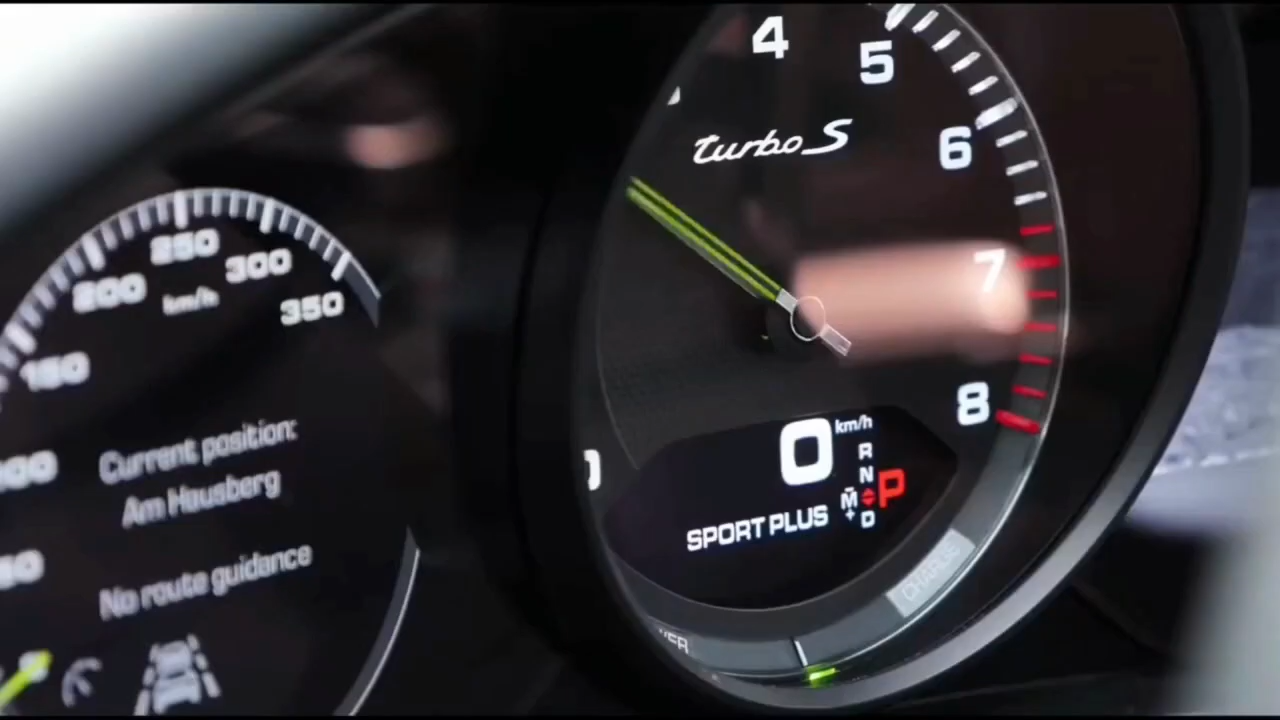 4
5
turbo S
6
7
8
250
300
200
km/h
350
150
Current position:
Am Hausberg
No route guidance
0
km/h
R
N
M
P
+
D
SPORT PLUS
CHARGE